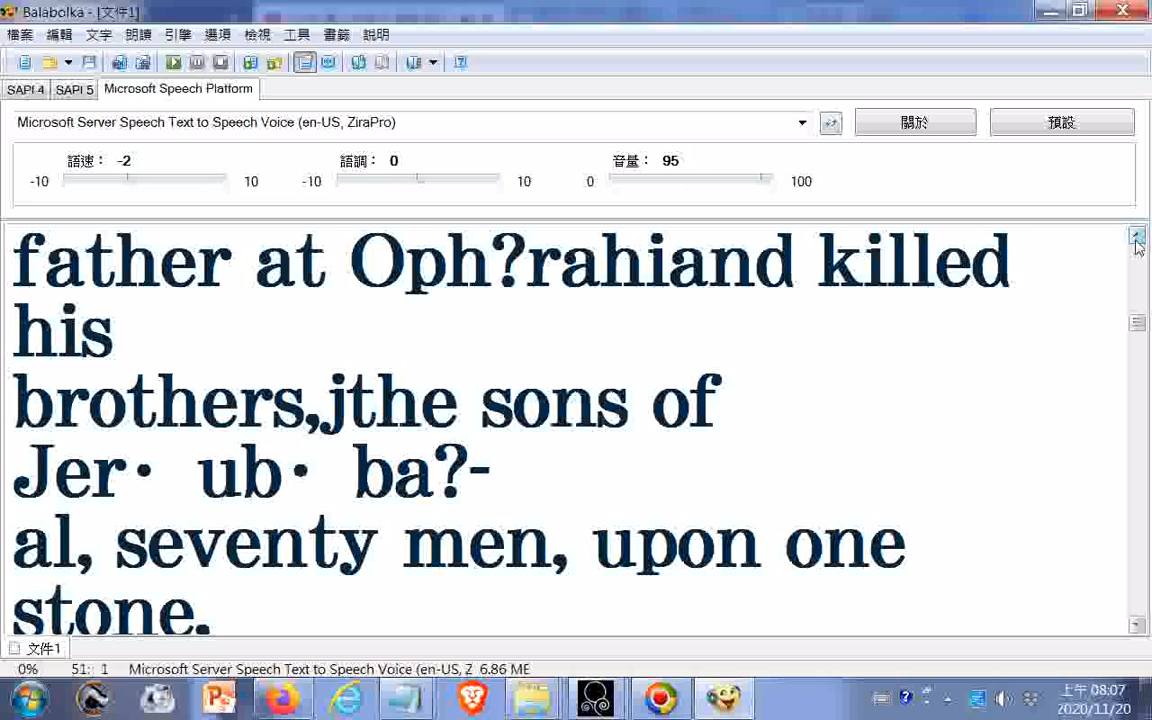 Balabolka - [文件1]
檔案 編輯 文字 朗讀 引擎 選項 檢視 工具 書籤 說明
SAPI 4 SAPI 5 Microsoft Speech Platform
Microsoft Server Speech Text to Speech Voice (en-US, ZiraPro) 關於 預設
語速： -2 語調： 0 音量： 95
-10 10 -10 10 0 100
father at Oph?rahiand killed
his
brothers,jthe sons of
Jer· ub· ba?-
al, seventy men, upon one
stone.
文件1
0% 51: 1 Microsoft Server Speech Text to Speech Voice (en-US, Z 6.86 ME
上午 08:07
2020/11/20